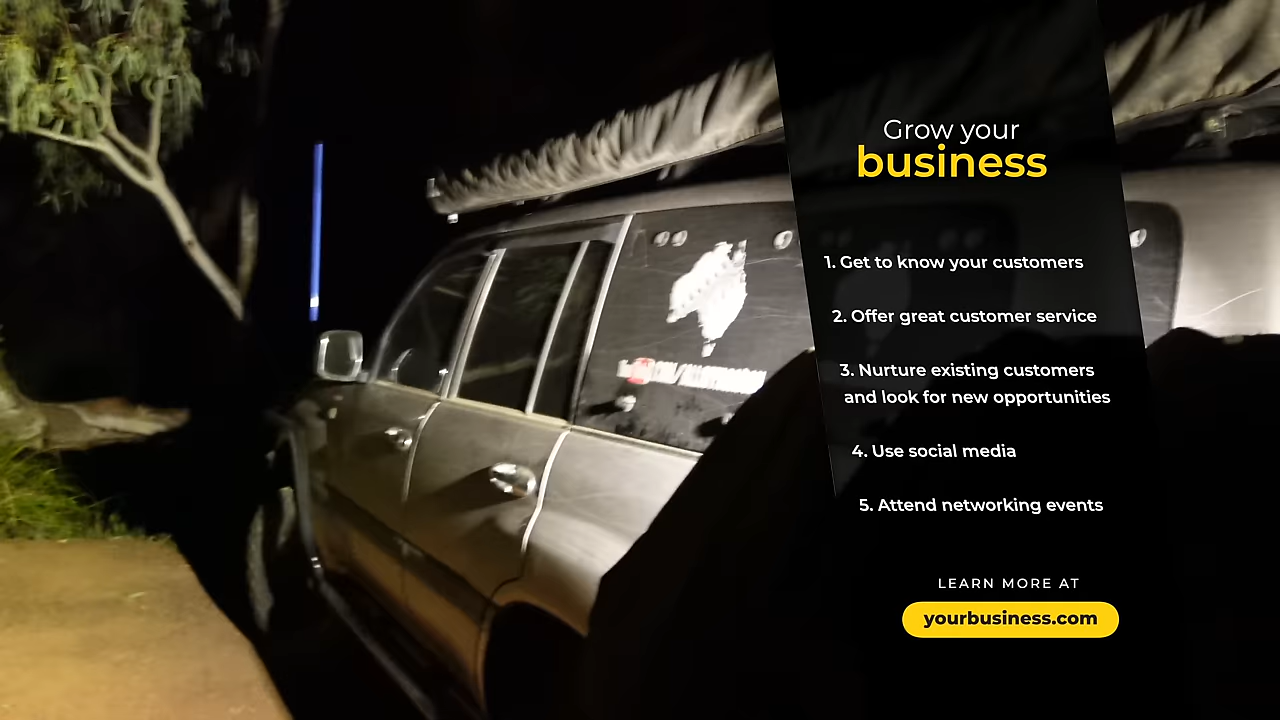 Grow your
business
1. Get to know your customers
2. Offer great customer service
3. Nurture existing customers
and look for new opportunities
4. Use social media
5. Attend networking events
LEARN MORE AT
yourbusiness.com